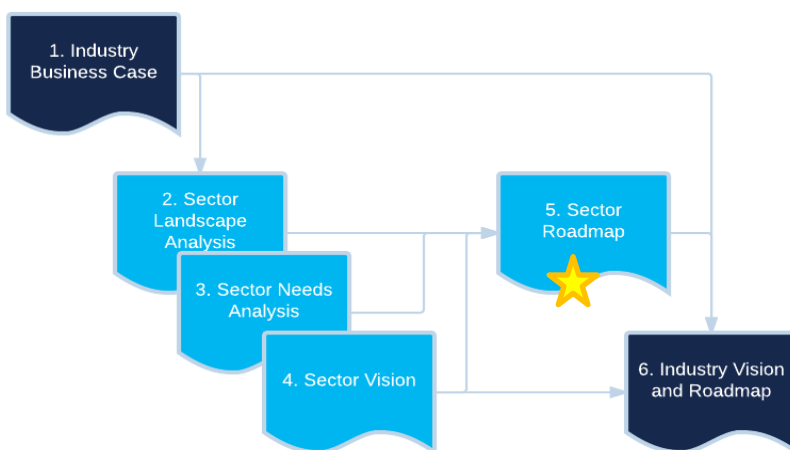 1. Industry
Business Case
2. Sector
Landscape
Analysis
3. Sector Needs
Analysis
4. Sector Vision
5. Sector
Roadmap
6. Industry Vision
and Roadmap